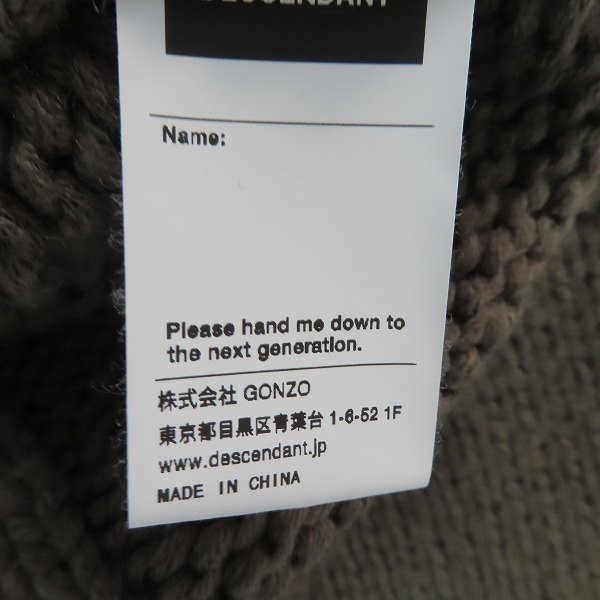 DESCENDANT
Name:
Please hand me down to
the next generation.
株式会社 GONZO
東京都目黒区青葉台 1-6-52 1F
www.descendant.jp
MADE IN CHINA